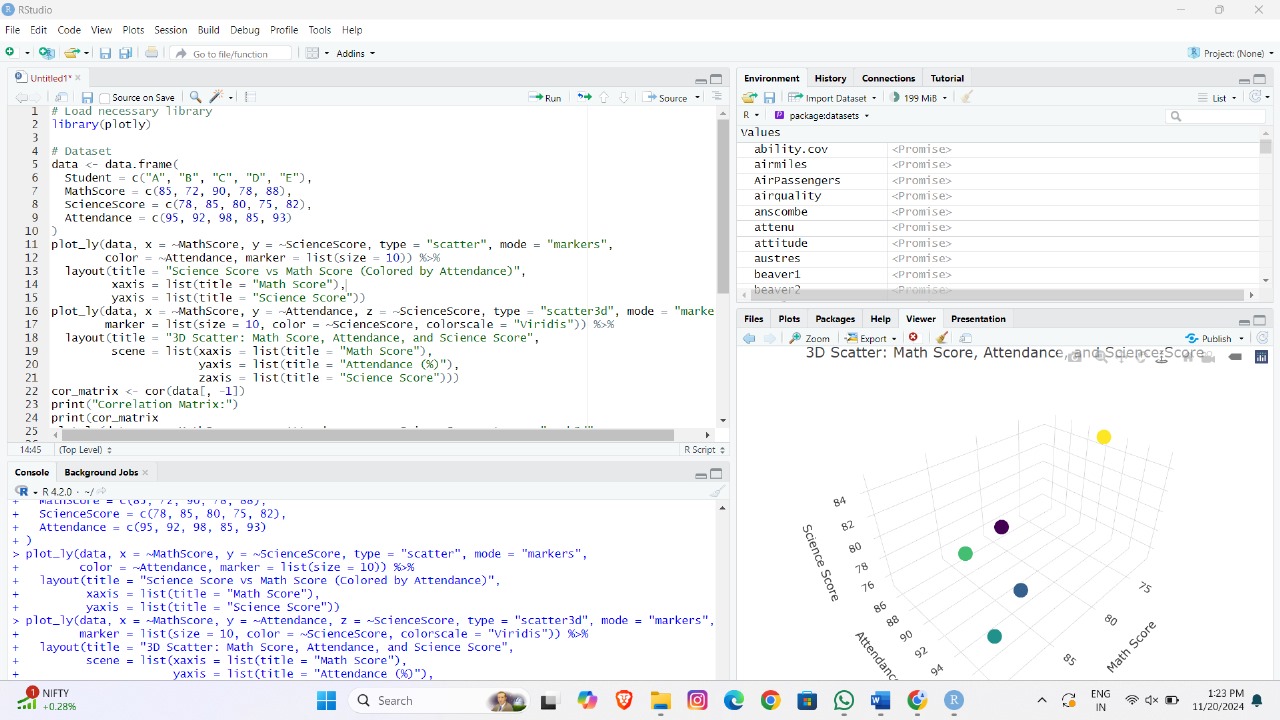 RStudio
File Edit Code View Plots Session Build Debug Profile Tools Help
Go to file/function Addins Project: (None)
Untitled1*
Source on Save Run Source
1 # Load necessary library
2 library(plotly)
3
4 # Dataset
5 data <- data.frame(
6 Student = c("A", "B", "C", "D", "E"),
7 MathScore = c(85, 72, 90, 78, 88),
8 ScienceScore = c(78, 85, 80, 75, 82),
9 Attendance = c(95, 92, 98, 85, 93)
10 )
11 plot_ly(data, x = ~MathScore, y = ~ScienceScore, type = "scatter", mode = "markers",
12 color = ~Attendance, marker = list(size = 10)) %>%
13 layout(title = "Science Score vs Math Score (Colored by Attendance)",
14 xaxis = list(title = "Math Score"),
15 yaxis = list(title = "Science Score"))
16 plot_ly(data, x = ~MathScore, y = ~Attendance, z = ~ScienceScore, type = "scatter3d", mode = "marke
17 marker = list(size = 10, color = ~ScienceScore, colorscale = "Viridis")) %>%
18 layout(title = "3D Scatter: Math Score, Attendance, and Science Score",
19 scene = list(xaxis = list(title = "Math Score"),
20 yaxis = list(title = "Attendance (%)"),
21 zaxis = list(title = "Science Score")))
22 cor_matrix <- cor(data[, -1])
23 print("Correlation Matrix:")
24 print(cor_matrix
25
14:45 (Top Level) R Script
Console Background Jobs
R 4.2.0 · ~/
+ MathScore = c(85, 72, 90, 78, 88),
+ ScienceScore = c(78, 85, 80, 75, 82),
+ Attendance = c(95, 92, 98, 85, 93)
+ )
> plot_ly(data, x = ~MathScore, y = ~ScienceScore, type = "scatter", mode = "markers",
+ color = ~Attendance, marker = list(size = 10)) %>%
+ layout(title = "Science Score vs Math Score (Colored by Attendance)",
+ xaxis = list(title = "Math Score"),
+ yaxis = list(title = "Science Score"))
> plot_ly(data, x = ~MathScore, y = ~Attendance, z = ~ScienceScore, type = "scatter3d", mode = "markers",
+ marker = list(size = 10, color = ~ScienceScore, colorscale = "Viridis")) %>%
+ layout(title = "3D Scatter: Math Score, Attendance, and Science Score",
+ scene = list(xaxis = list(title = "Math Score"),
+ yaxis = list(title = "Attendance (%)"),
Environment History Connections Tutorial
Import Dataset 199 MiB List
R package:datasets
Values
ability.cov <Promise>
airmiles <Promise>
AirPassengers <Promise>
airquality <Promise>
anscombe <Promise>
attenu <Promise>
attitude <Promise>
austres <Promise>
beaver1 <Promise>
beaver2 <Promise>
Files Plots Packages Help Viewer Presentation
Zoom Export Publish
3D Scatter: Math Score, Attendance, and Science Score
84
82
80
78
76
Science Score
86
88
90
92
94
Attendanc
75
80
85
Math Score
1
NIFTY
+0.28%
Search
ENG
IN
1:23 PM
11/20/2024